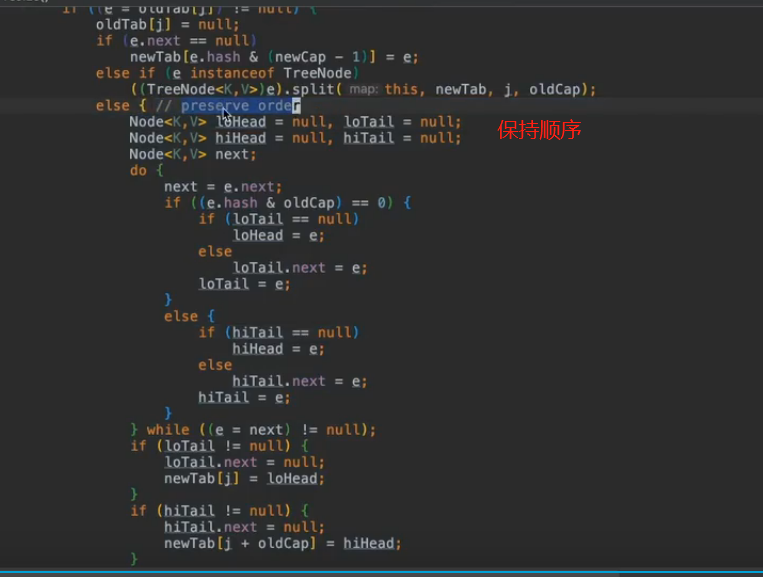 if ((e = oldTab[j]) != null) {
oldTab[j] = null;
if (e.next == null)
newTab[e.hash & (newCap - 1)] = e;
else if (e instanceof TreeNode)
((TreeNode<K,V>)e).split( map: this, newTab, j, oldCap);
else { // preserve order
Node<K,V> loHead = null, loTail = null;
保持顺序
Node<K,V> hiHead = null, hiTail = null;
Node<K,V> next;
do {
next = e.next;
if ((e.hash & oldCap) == 0) {
if (loTail == null)
loHead = e;
else
loTail.next = e;
loTail = e;
}
else {
if (hiTail == null)
hiHead = e;
else
hiTail.next = e;
hiTail = e;
}
} while ((e = next) != null);
if (loTail != null) {
loTail.next = null;
newTab[j] = loHead;
}
if (hiTail != null) {
hiTail.next = null;
newTab[j + oldCap] = hiHead;
}